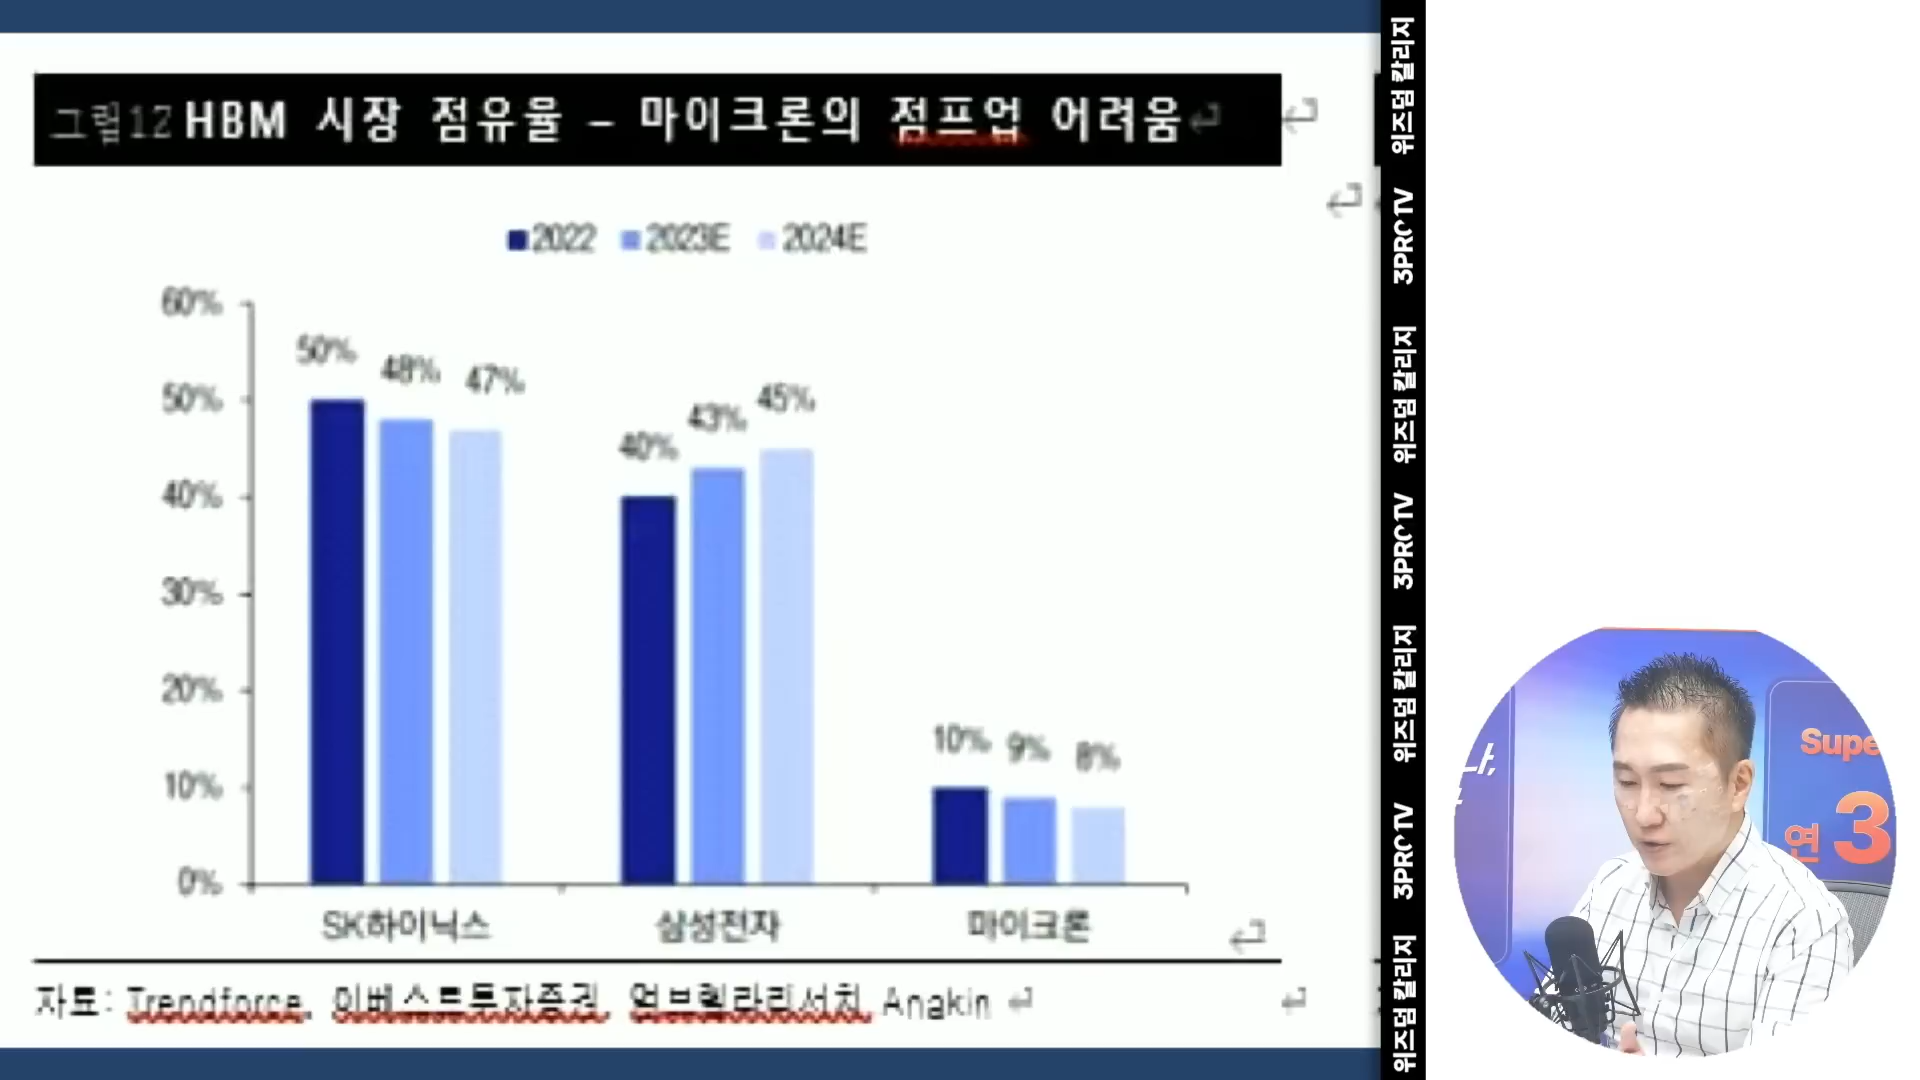 그림12 HBM 시장 점유율 – 마이크론의 점프업 어려움
2022 2023E 2024E
60%
50%
40%
30%
20%
10%
0%
50% 48% 47%
40% 43% 45%
10% 9% 8%
SK하이닉스 삼성전자 마이크론
자료: Trendforce, 이베스트투자증권, 업브렐라리서치, Anakin
위즈덤 칼리지
3PROTV
위즈덤 칼리지
3PROTV
위즈덤 칼리지
3PROTV
위즈덤 칼리지
Supe
연 3